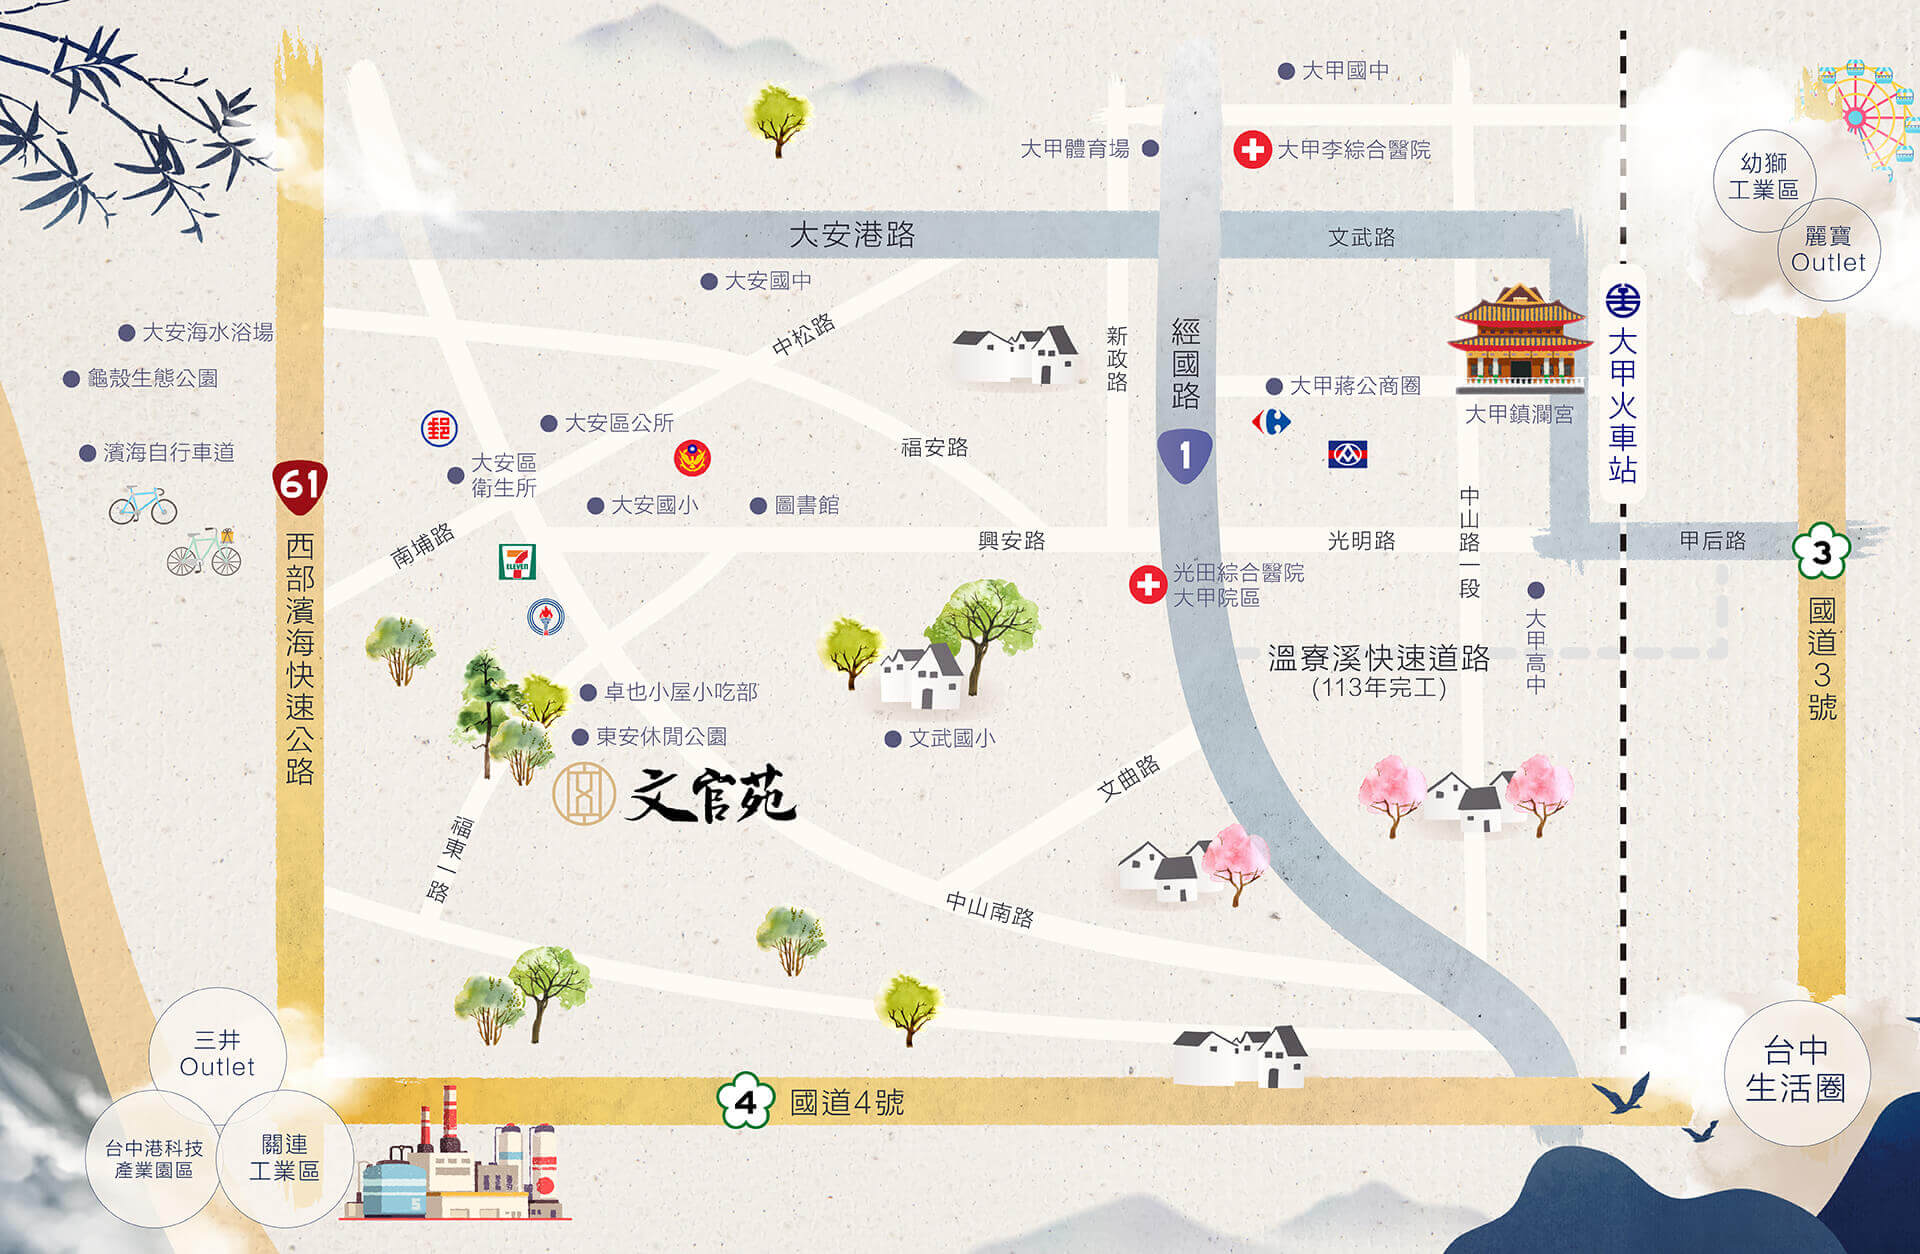 大甲國中
大甲體育場
大甲李綜合醫院
幼獅
工業區
麗寶
Outlet
大安港路
文武路
大安國中
大安海水浴場
龜殼生態公園
濱海自行車道
61
西部濱海快速公路
中松路
新政路
經國路
1
大甲蔣公商圈
大甲鎮瀾宮
大甲火車站
郵
大安區公所
大安區
衛生所
大安國小
圖書館
福安路
南埔路
7
ELEVEn
興安路
光明路
中山路一段
甲后路
3
國道3號
光田綜合醫院
大甲院區
大甲高中
溫寮溪快速道路
(113年完工)
卓也小屋小吃部
東安休閒公園
文官苑
文武國小
文曲路
福東一路
中山南路
三井
Outlet
台中港科技
產業園區
關連
工業區
5
4
國道4號
台中
生活圈